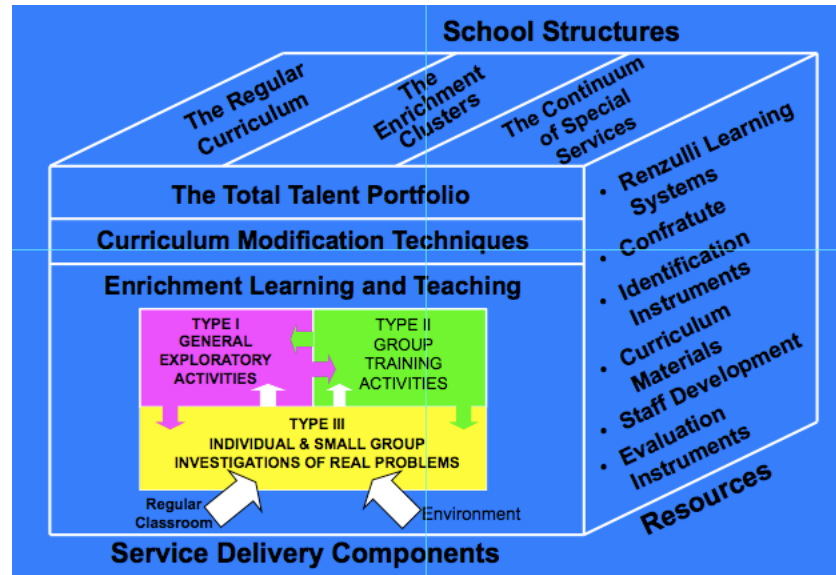 School Structures
The Regular
Curriculum
The
Enrichment
Clusters
The Continuum
of Special
Services
The Total Talent Portfolio
Curriculum Modification Techniques
Enrichment Learning and Teaching
TYPE I
GENERAL
EXPLORATORY
ACTIVITIES
TYPE II
GROUP
TRAINING
ACTIVITIES
TYPE III
INDIVIDUAL & SMALL GROUP
INVESTIGATIONS OF REAL PROBLEMS
Regular
Classroom
Environment
Service Delivery Components
• Renzulli Learning
Systems
• Confratute
• Identification
Instruments
• Curriculum
Materials
• Staff Development
• Evaluation
Instruments
Resources